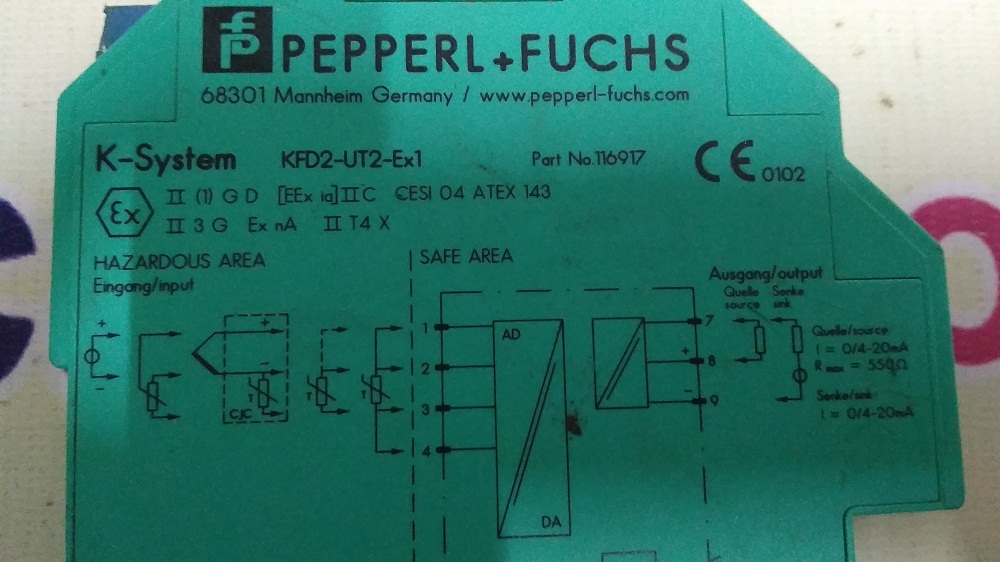 PEPPERL+FUCHS
68301 Mannheim Germany / www.pepperl-fuchs.com
K-System KFD2-UT2-Ex1 Part No.116917 CE 0102
Ex II (1) G D [EEx ia]IIC CESI 04 ATEX 143
II 3 G Ex nA II T4 X
HAZARDOUS AREA SAFE AREA
Eingang/input Ausgang/output
Quelle Senke
source sink
+ + 1 AD 7 Quelle/source
I = 0/4-20mA
- - 2 + 8 R max = 550Ω
T T T 3 - 9 Senke/sink
CJC I = 0/4-20mA
4
DA